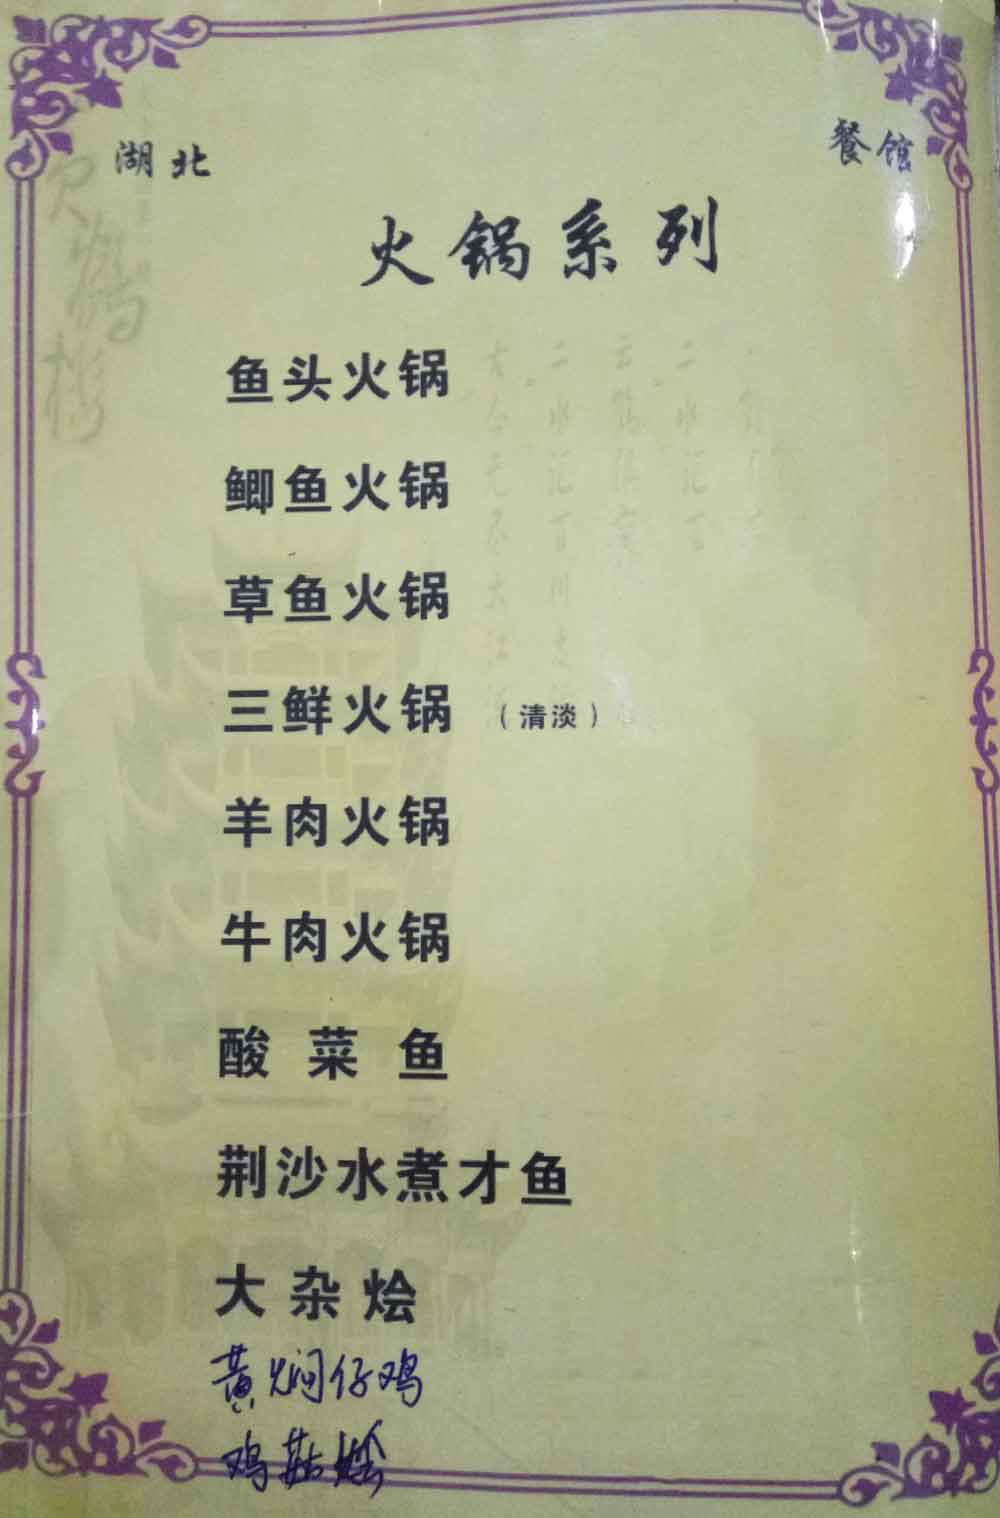 湖北 餐馆
火锅系列
鱼头火锅
鲫鱼火锅
草鱼火锅
三鲜火锅 (清淡)
羊肉火锅
牛肉火锅
酸菜鱼
荆沙水煮才鱼
大杂烩
黄焖仔鸡
鸡菇烩